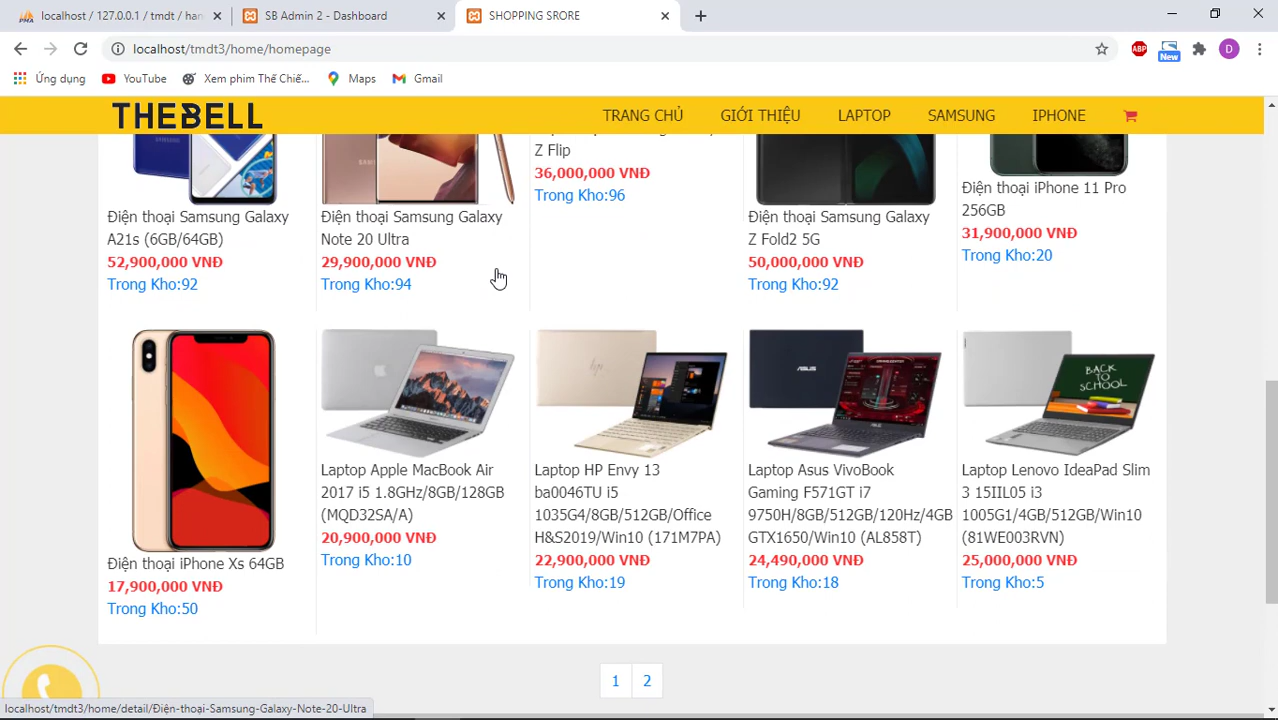 localhost / 127.0.0.1 / tmdt / han
SB Admin 2 - Dashboard
SHOPPING SRORE
localhost/tmdt3/home/homepage
ABP
New
D
Ứng dụng
YouTube
Xem phim Thế Chiế...
Maps
Gmail
THEBELL
TRANG CHỦ
GIỚI THIỆU
LAPTOP
SAMSUNG
IPHONE
Điện thoại Samsung Galaxy
A21s (6GB/64GB)
52,900,000 VNĐ
Trong Kho:92
Điện thoại Samsung Galaxy
Note 20 Ultra
29,900,000 VNĐ
Trong Kho:94
Z Flip
36,000,000 VNĐ
Trong Kho:96
Điện thoại Samsung Galaxy
Z Fold2 5G
50,000,000 VNĐ
Trong Kho:92
Điện thoại iPhone 11 Pro
256GB
31,900,000 VNĐ
Trong Kho:20
Điện thoại iPhone Xs 64GB
17,900,000 VNĐ
Trong Kho:50
Laptop Apple MacBook Air
2017 i5 1.8GHz/8GB/128GB
(MQD32SA/A)
20,900,000 VNĐ
Trong Kho:10
Laptop HP Envy 13
ba0046TU i5
1035G4/8GB/512GB/Office
H&S2019/Win10 (171M7PA)
22,900,000 VNĐ
Trong Kho:19
ASUS
Laptop Asus VivoBook
Gaming F571GT i7
9750H/8GB/512GB/120Hz/4GB
GTX1650/Win10 (AL858T)
24,490,000 VNĐ
Trong Kho:18
BACK
TO
SCHOOL
Laptop Lenovo IdeaPad Slim
3 15IIL05 i3
1005G1/4GB/512GB/Win10
(81WE003RVN)
25,000,000 VNĐ
Trong Kho:5
1
2
localhost/tmdt3/home/detail/Điện-thoại-Samsung-Galaxy-Note-20-Ultra